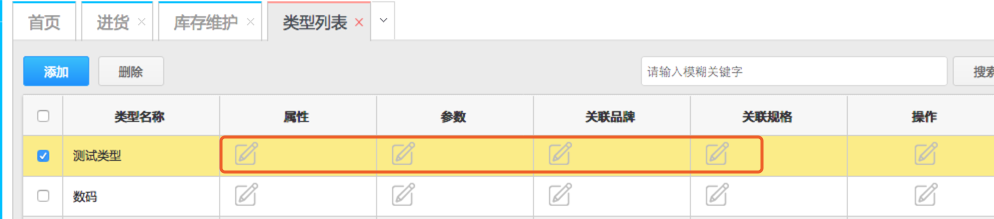 首页 进货 库存维护 类型列表
添加 删除 请输入模糊关键字 搜索
类型名称 属性 参数 关联品牌 关联规格 操作
测试类型
数码